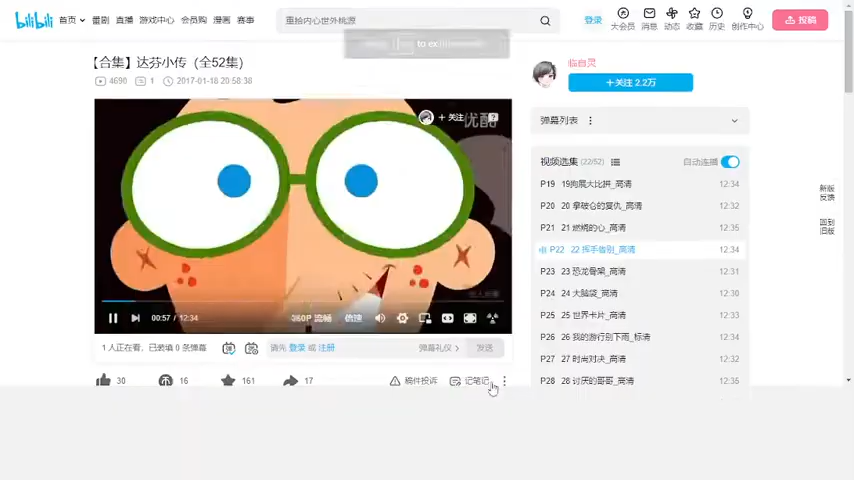 bilibili 首页 番剧 直播 游戏中心 会员购 漫画 赛事
重拾内心世外桃源
登录 大会员 消息 动态 收藏 历史 创作中心 投稿
to ex
【合集】达芬小传（全52集）
4690 1 2017-01-18 20:58:38
临自灵
+关注 2.2万
+ 关注
优酷
弹幕列表
视频选集 (22/52) 自动连播
P19 19狗展大比拼_高清 12:34
P20 20 拿破仑的复仇_高清 12:32
P21 21 燃烧的心_高清 12:35
P22 22 挥手告别_高清 12:34
P23 23 恐龙骨架_高清 12:31
P24 24 大脑袋_高清 12:30
P25 25 世界卡片_高清 12:33
P26 26 我的游行别下雨_标清 12:34
P27 27 时尚对决_高清 12:32
P28 28 讨厌的哥哥_高清 12:35
新版
反馈
回到
旧版
00:57 / 12:34 360P 流畅 倍速
1 人正在看，已装填 0 条弹幕
请先 登录 或 注册 弹幕礼仪 发送
30 16 161 17 稿件投诉 记笔记